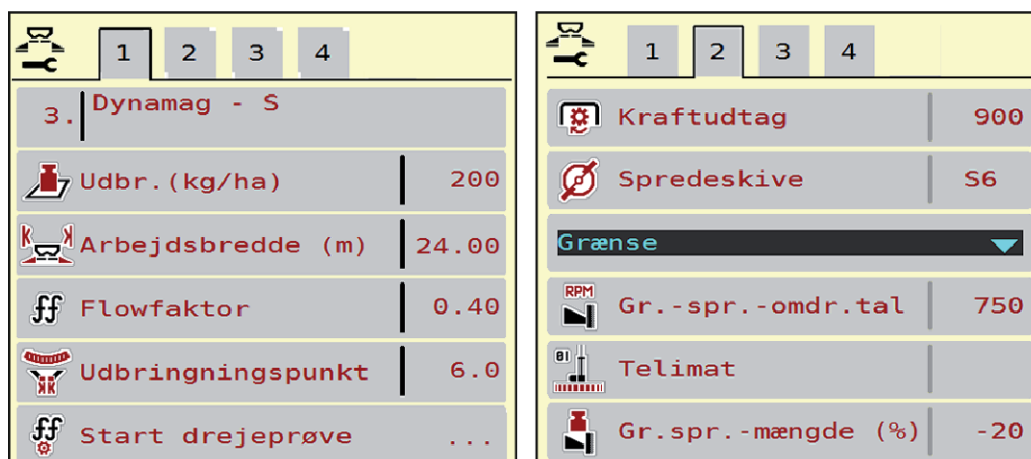 1 2 3 4
3. Dynamag - S
Udbr.(kg/ha) 200
Arbejdsbredde (m) 24.00
Flowfaktor 0.40
Udbringningspunkt 6.0
Start drejeprøve ...
1 2 3 4
Kraftudtag 900
Spredeskive S6
Grænse
RPM
Gr.-spr.-omdr.tal 750
Telimat
Gr.spr.-mængde (%) -20